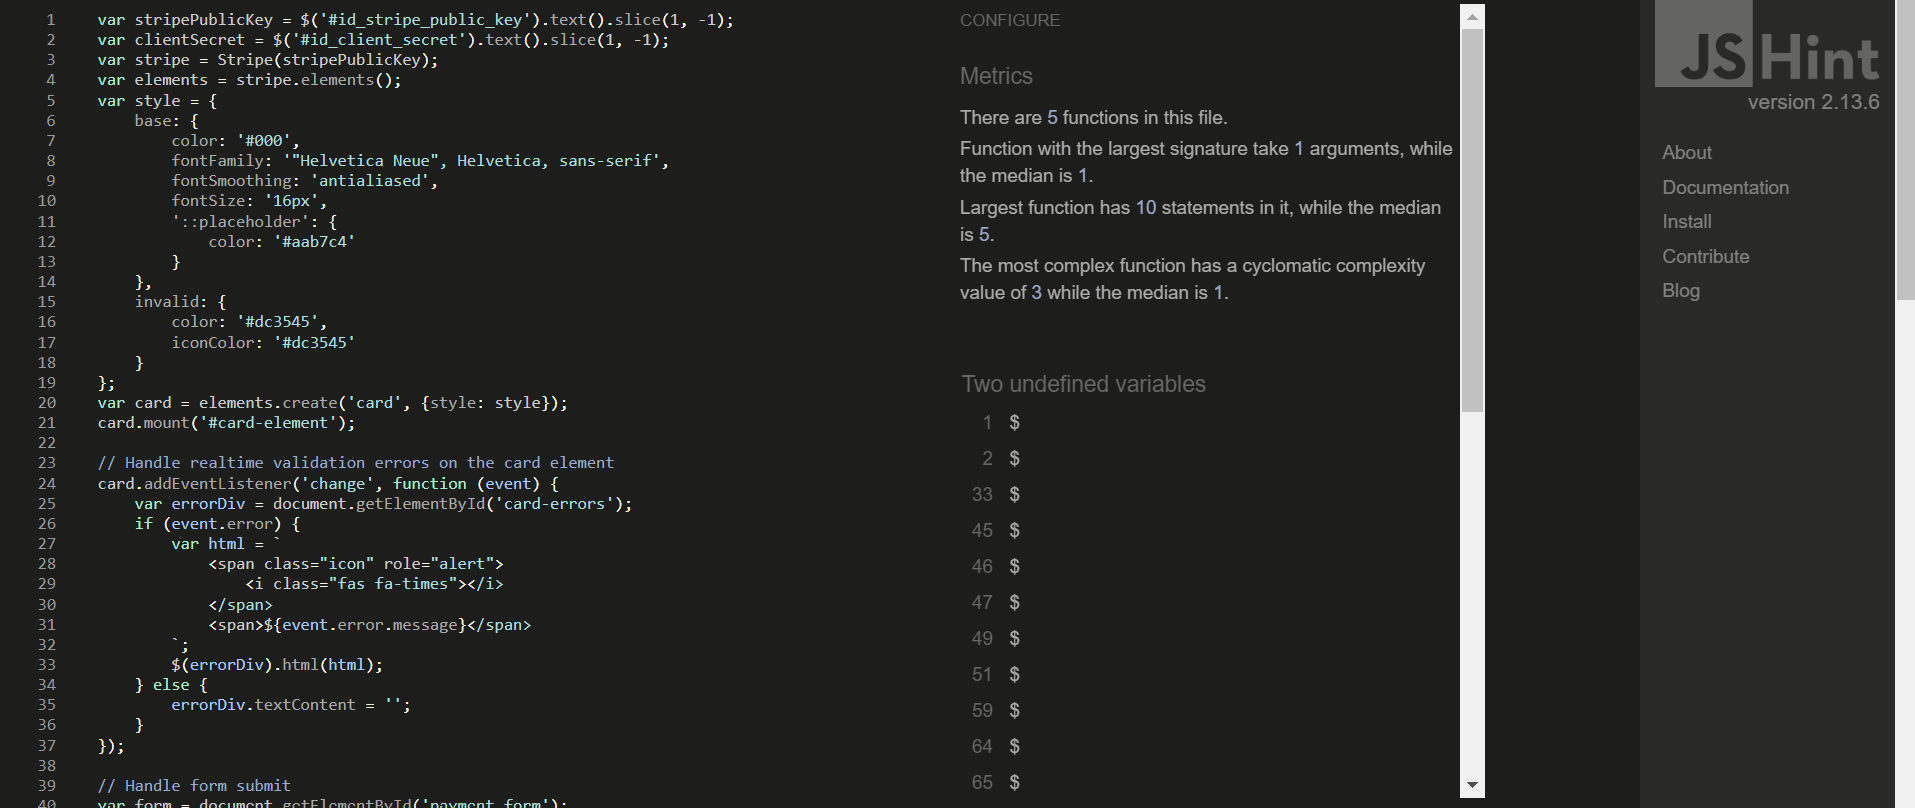 1 var stripePublicKey = $('#id_stripe_public_key').text().slice(1, -1);
2 var clientSecret = $('#id_client_secret').text().slice(1, -1);
3 var stripe = Stripe(stripePublicKey);
4 var elements = stripe.elements();
5 var style = {
6 base: {
7 color: '#000',
8 fontFamily: '"Helvetica Neue", Helvetica, sans-serif',
9 fontSmoothing: 'antialiased',
10 fontSize: '16px',
11 '::placeholder': {
12 color: '#aab7c4'
13 }
14 },
15 invalid: {
16 color: '#dc3545',
17 iconColor: '#dc3545'
18 }
19 };
20 var card = elements.create('card', {style: style});
21 card.mount('#card-element');
22
23 // Handle realtime validation errors on the card element
24 card.addEventListener('change', function (event) {
25 var errorDiv = document.getElementById('card-errors');
26 if (event.error) {
27 var html = `
28 <span class="icon" role="alert">
29 <i class="fas fa-times"></i>
30 </span>
31 <span>${event.error.message}</span>
32 `;
33 $(errorDiv).html(html);
34 } else {
35 errorDiv.textContent = '';
36 }
37 });
38
39 // Handle form submit
40 var form = document.getElementById('payment-form');
CONFIGURE
Metrics
There are 5 functions in this file.
Function with the largest signature take 1 arguments, while
the median is 1.
Largest function has 10 statements in it, while the median
is 5.
The most complex function has a cyclomatic complexity
value of 3 while the median is 1.
Two undefined variables
1 $
2 $
33 $
45 $
46 $
47 $
49 $
51 $
59 $
64 $
65 $
JSHint
version 2.13.6
About
Documentation
Install
Contribute
Blog